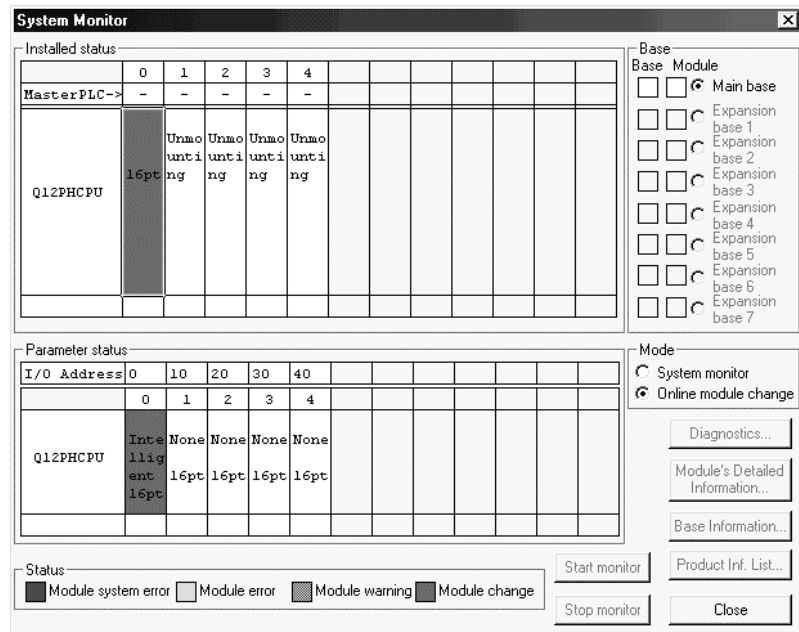 System Monitor
Installed status
0 1 2 3 4
MasterPLC-> - - - - -
Q12PHCPU
16pt
Unmo
unti
ng
Unmo
unti
ng
Unmo
unti
ng
Unmo
unti
ng
Base
Base Module
Main base
Expansion
base 1
Expansion
base 2
Expansion
base 3
Expansion
base 4
Expansion
base 5
Expansion
base 6
Expansion
base 7
Parameter status
I/O Address 0 10 20 30 40
0 1 2 3 4
Q12PHCPU
Inte
llig
ent
16pt
None
16pt
None
16pt
None
16pt
None
16pt
Mode
System monitor
Online module change
Diagnostics...
Module's Detailed
Information...
Base Information...
Product Inf. List...
Status
Module system error Module error Module warning Module change
Start monitor
Stop monitor
Close